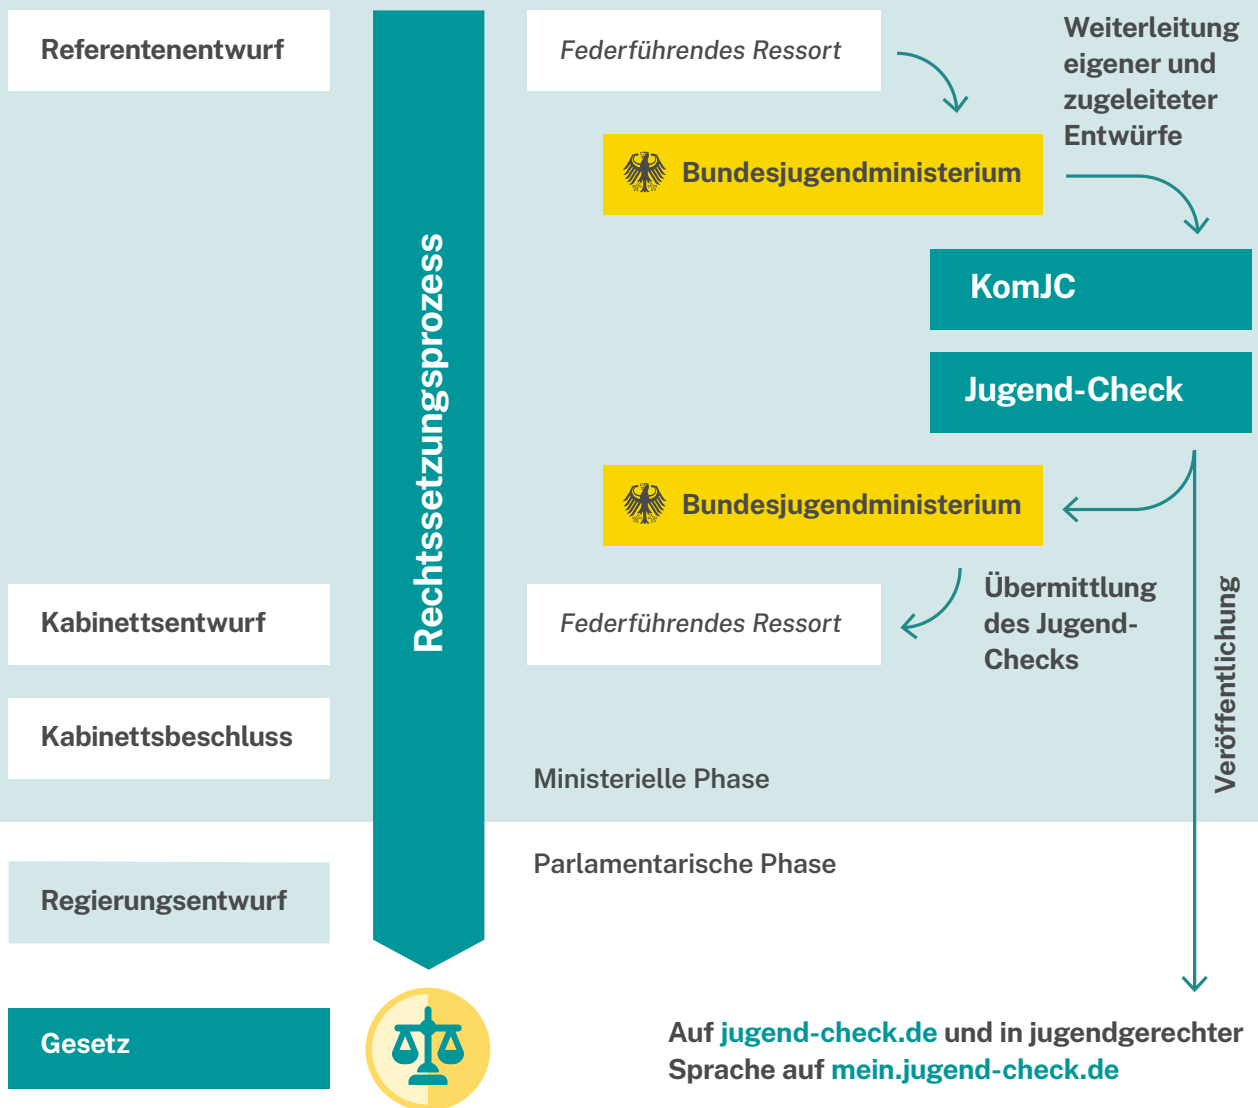 Referentenentwurf
Federführendes Ressort
Weiterleitung
eigener und
zugeleiteter
Entwürfe
Bundesjugendministerium
KomJC
Jugend-Check
Rechtssetzungsprozess
Bundesjugendministerium
Kabinettsentwurf
Federführendes Ressort
Übermittlung
des Jugend-
Checks
Veröffentlichung
Kabinettsbeschluss
Ministerielle Phase
Parlamentarische Phase
Regierungsentwurf
Gesetz
Auf jugend-check.de und in jugendgerechter
Sprache auf mein.jugend-check.de